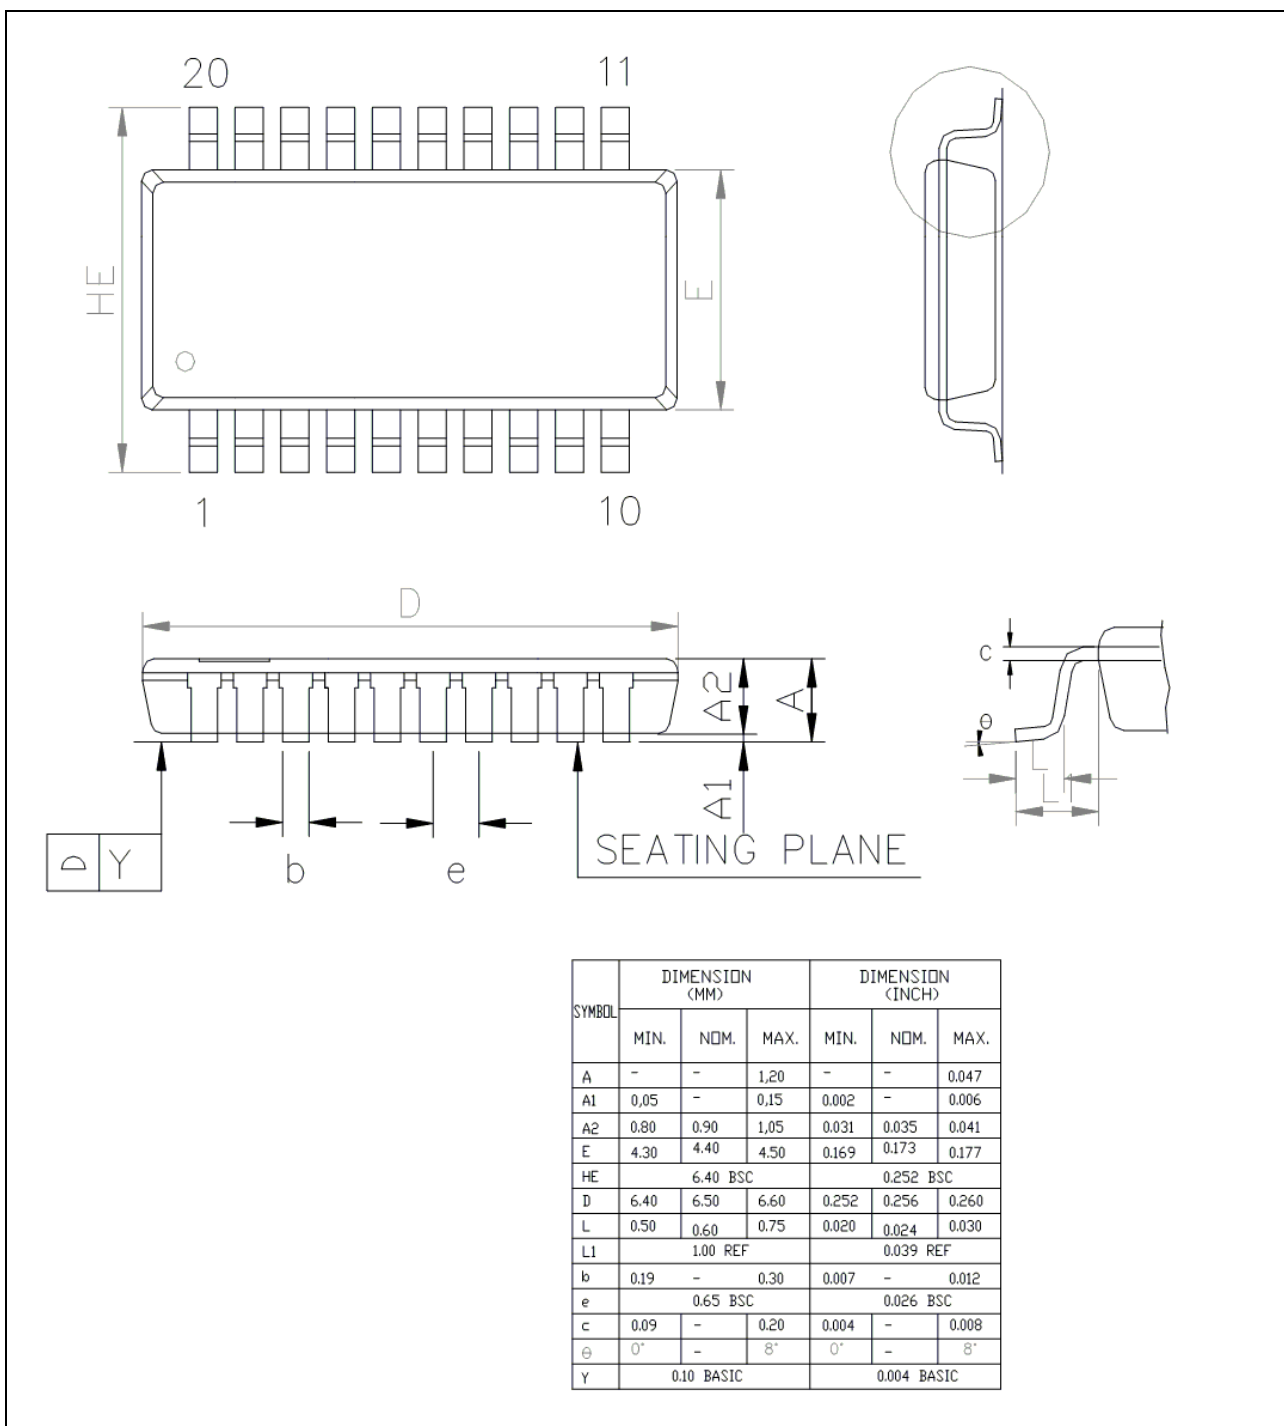 20 11
HE
E
1 10
D
A2
A
A1
C
θ
L
L
Y
b
e
SEATING PLANE
SYMBOL DIMENSION (MM) DIMENSION (INCH)
MIN. NOM. MAX. MIN. NOM. MAX.
A - - 1,20 - - 0.047
A1 0,05 - 0,15 0.002 - 0.006
A2 0.80 0.90 1,05 0.031 0.035 0.041
E 4.30 4.40 4.50 0.169 0.173 0.177
HE 6.40 BSC 0.252 BSC
D 6.40 6.50 6.60 0.252 0.256 0.260
L 0.50 0.60 0.75 0.020 0.024 0.030
L1 1.00 REF 0.039 REF
b 0.19 - 0.30 0.007 - 0.012
e 0.65 BSC 0.026 BSC
c 0.09 - 0.20 0.004 - 0.008
θ 0° - 8° 0° - 8°
Y 0.10 BASIC 0.004 BASIC